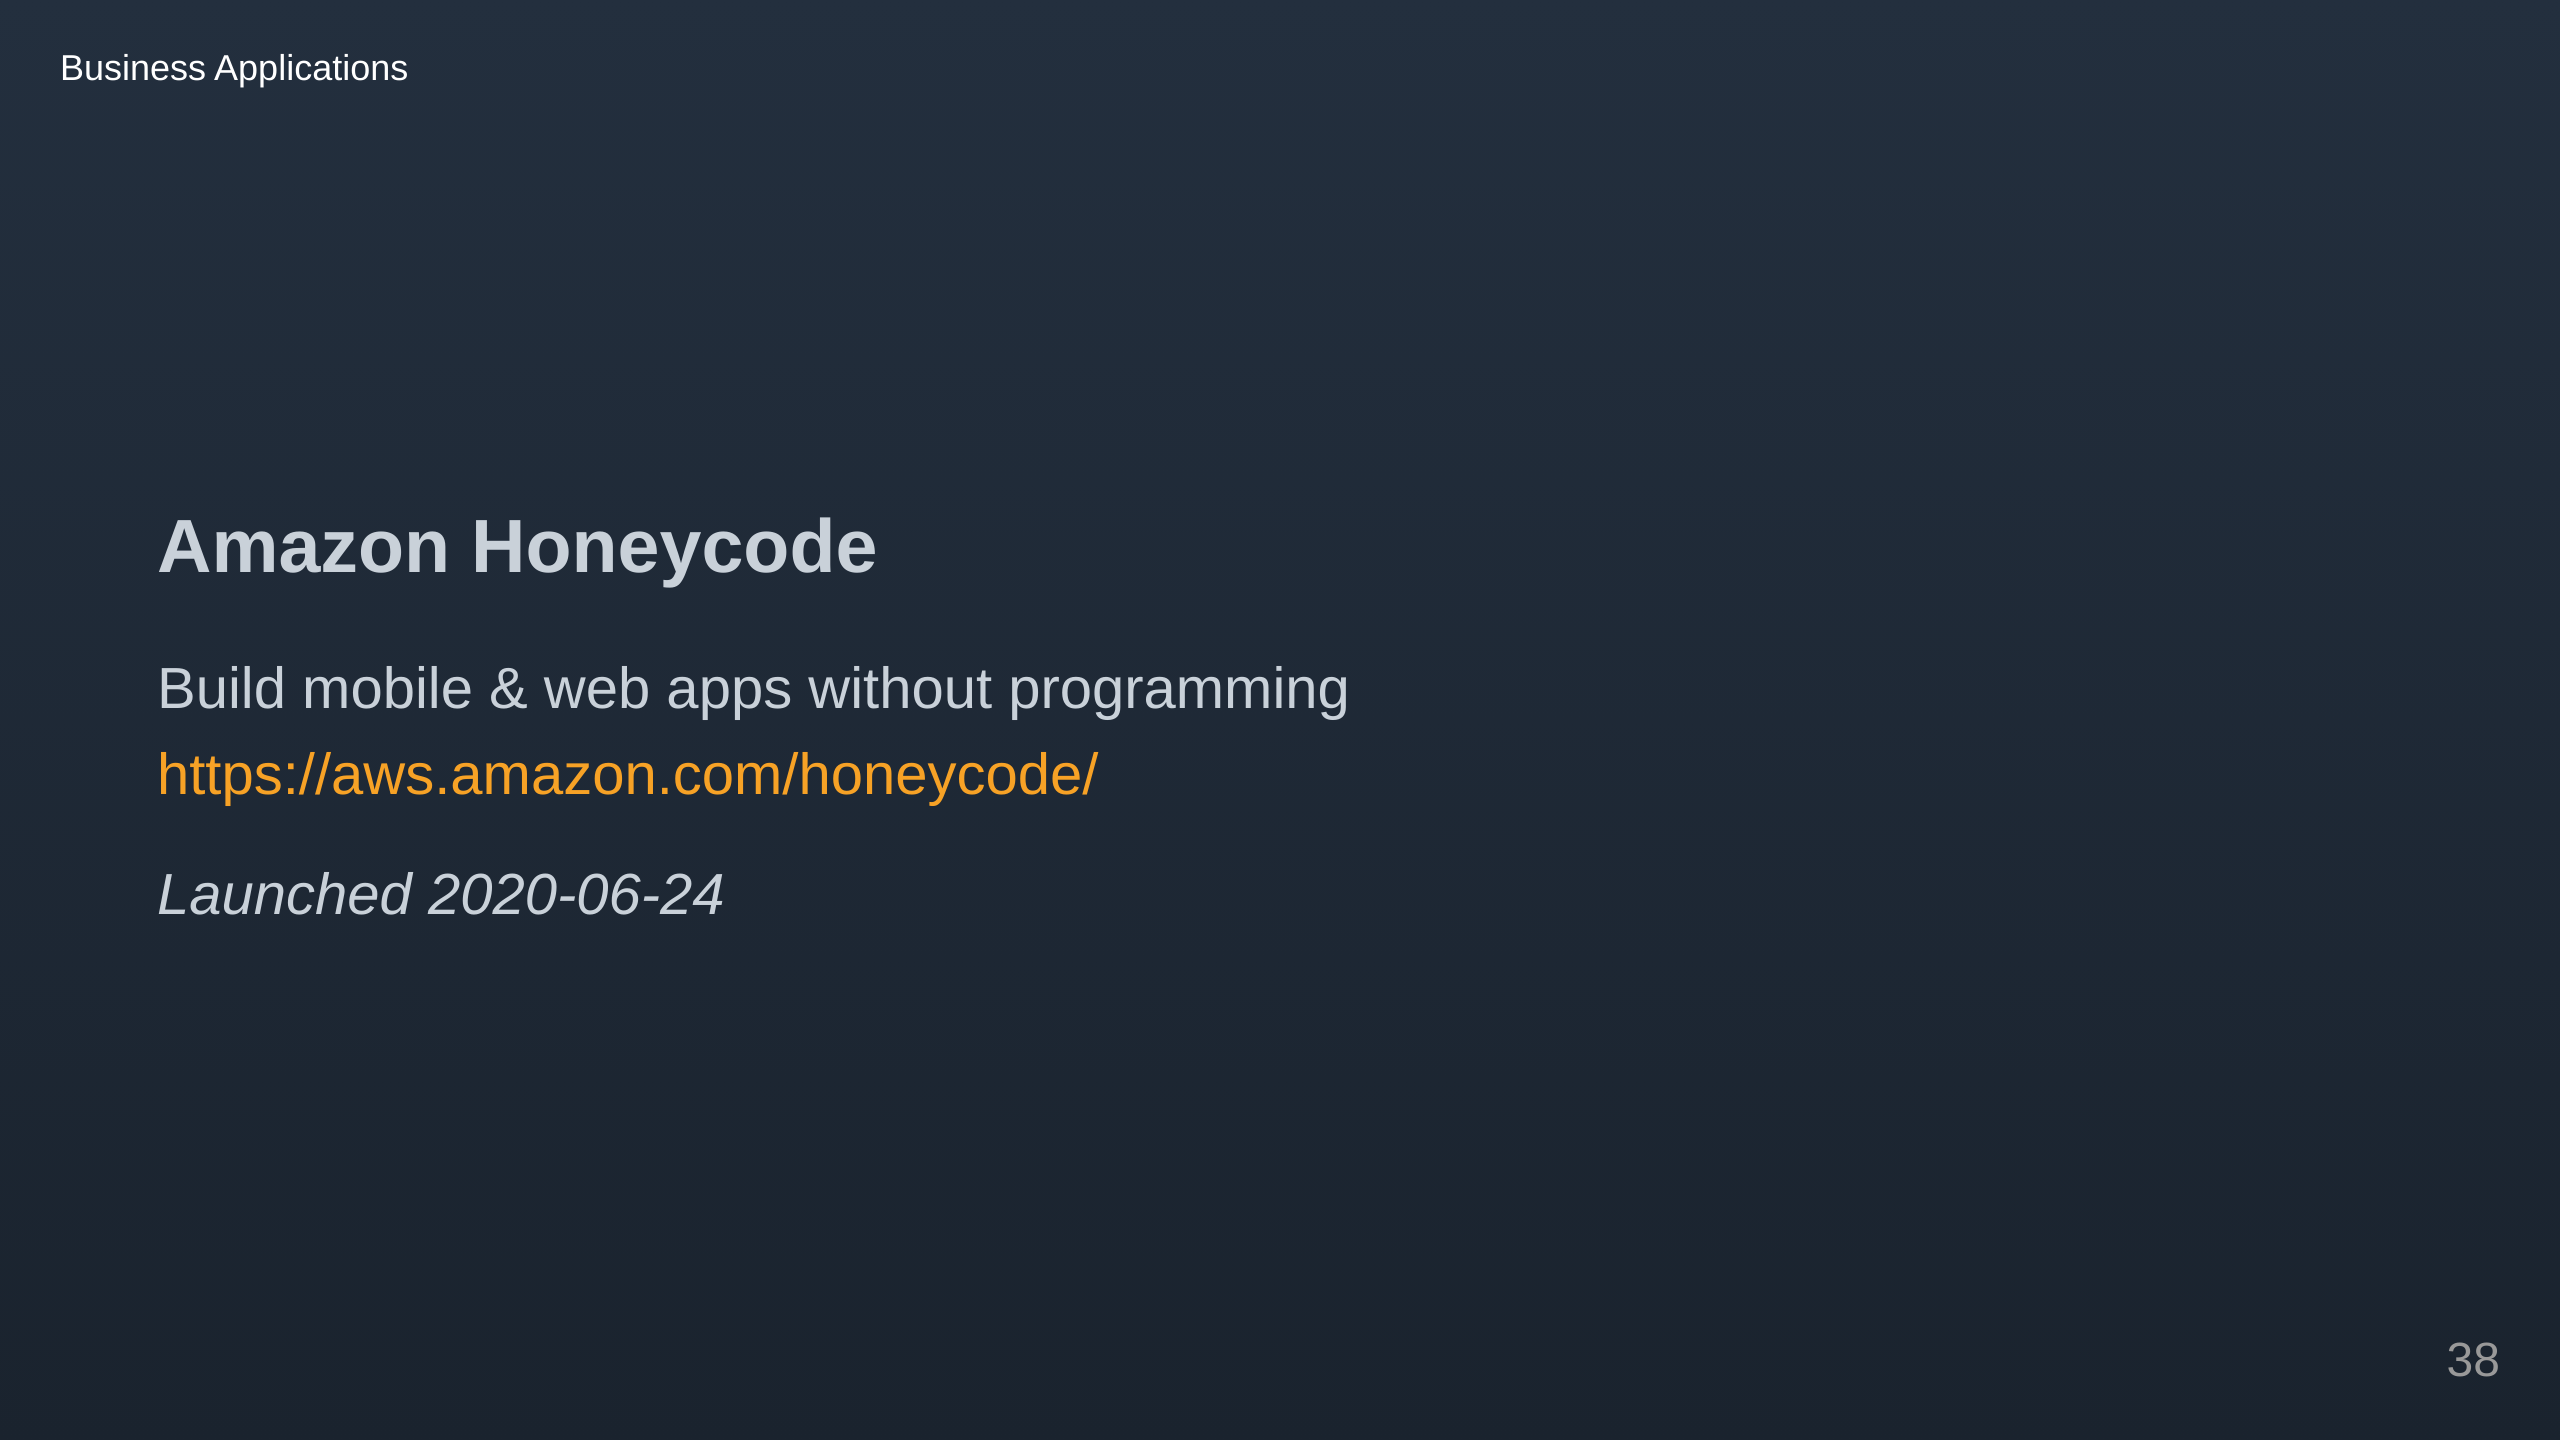 Business Applications
Amazon Honeycode
Build mobile & web apps without programming
https://aws.amazon.com/honeycode/
Launched 2020-06-24
38